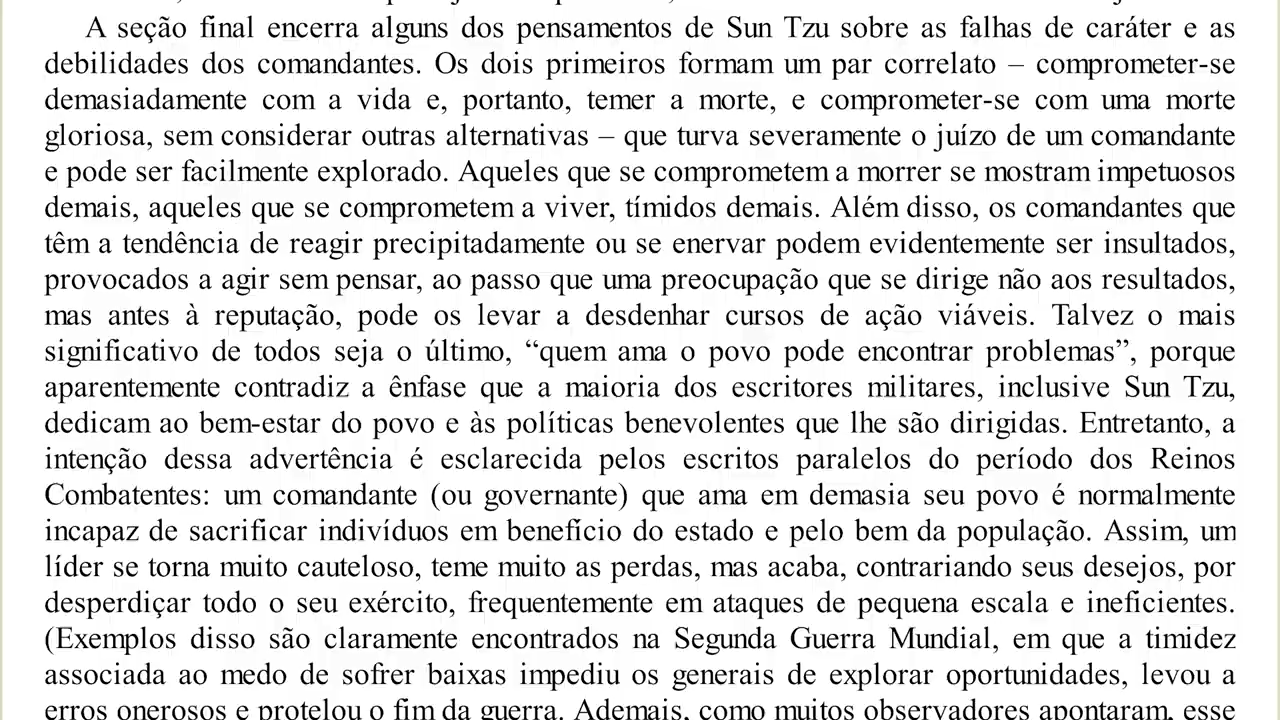 A seção final encerra alguns dos pensamentos de Sun Tzu sobre as falhas de caráter e as
debilidades dos comandantes. Os dois primeiros formam um par correlato – comprometer-se
demasiadamente com a vida e, portanto, temer a morte, e comprometer-se com uma morte
gloriosa, sem considerar outras alternativas – que turva severamente o juízo de um comandante
e pode ser facilmente explorado. Aqueles que se comprometem a morrer se mostram impetuosos
demais, aqueles que se comprometem a viver, tímidos demais. Além disso, os comandantes que
têm a tendência de reagir precipitadamente ou se enervar podem evidentemente ser insultados,
provocados a agir sem pensar, ao passo que uma preocupação que se dirige não aos resultados,
mas antes à reputação, pode os levar a desdenhar cursos de ação viáveis. Talvez o mais
significativo de todos seja o último, “quem ama o povo pode encontrar problemas”, porque
aparentemente contradiz a ênfase que a maioria dos escritores militares, inclusive Sun Tzu,
dedicam ao bem-estar do povo e às políticas benevolentes que lhe são dirigidas. Entretanto, a
intenção dessa advertência é esclarecida pelos escritos paralelos do período dos Reinos
Combatentes: um comandante (ou governante) que ama em demasia seu povo é normalmente
incapaz de sacrificar indivíduos em benefício do estado e pelo bem da população. Assim, um
líder se torna muito cauteloso, teme muito as perdas, mas acaba, contrariando seus desejos, por
desperdiçar todo o seu exército, frequentemente em ataques de pequena escala e ineficientes.
(Exemplos disso são claramente encontrados na Segunda Guerra Mundial, em que a timidez
associada ao medo de sofrer baixas impediu os generais de explorar oportunidades, levou a
erros onerosos e protelou o fim da guerra. Ademais, como muitos observadores apontaram, esse